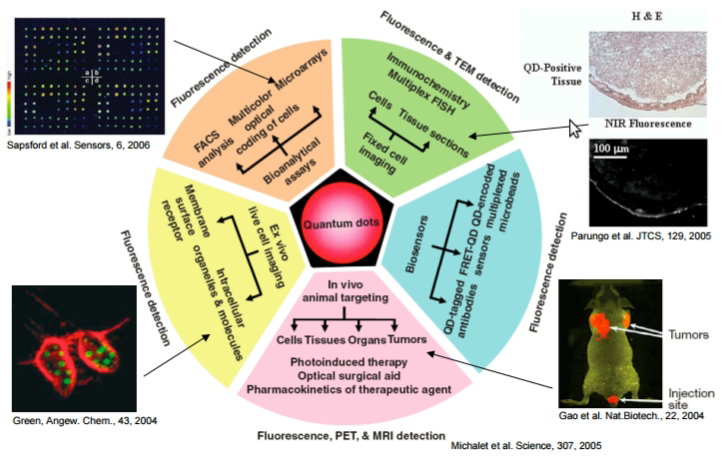 H & E
QD-Positive
Tissue
NIR Fluorescence
100 µm
Parungo et al. JTCS, 129, 2005
high
low
a b
c d
Sapsford et al. Sensors, 6, 2006
Fluorescence detection
Microarrays
Multicolor
optical
coding of cells
FACS
analysis
Bioanalytical
assays
Fluorescence & TEM detection
Immunochemistry
Multiplex FISH
Cells Tissue sections
Fixed cell
imaging
Quantum dots
Fluorescence detection
Membrane
surface
receptor
Ex vivo
live cell imaging
Intracellular
organelles & molecules
Biosensors
QD-encoded
multiplexed
microbeads
FRET-QD
sensors
QD-tagged
antibodies
Fluorescence detection
In vivo
animal targeting
Cells Tissues Organs Tumors
Photoinduced therapy
Optical surgical aid
Pharmacokinetics of therapeutic agent
Fluorescence, PET, & MRI detection
Green, Angew. Chem., 43, 2004
Tumors
Injection
site
Gao et al. Nat.Biotech., 22, 2004
Michalet et al. Science, 307, 2005